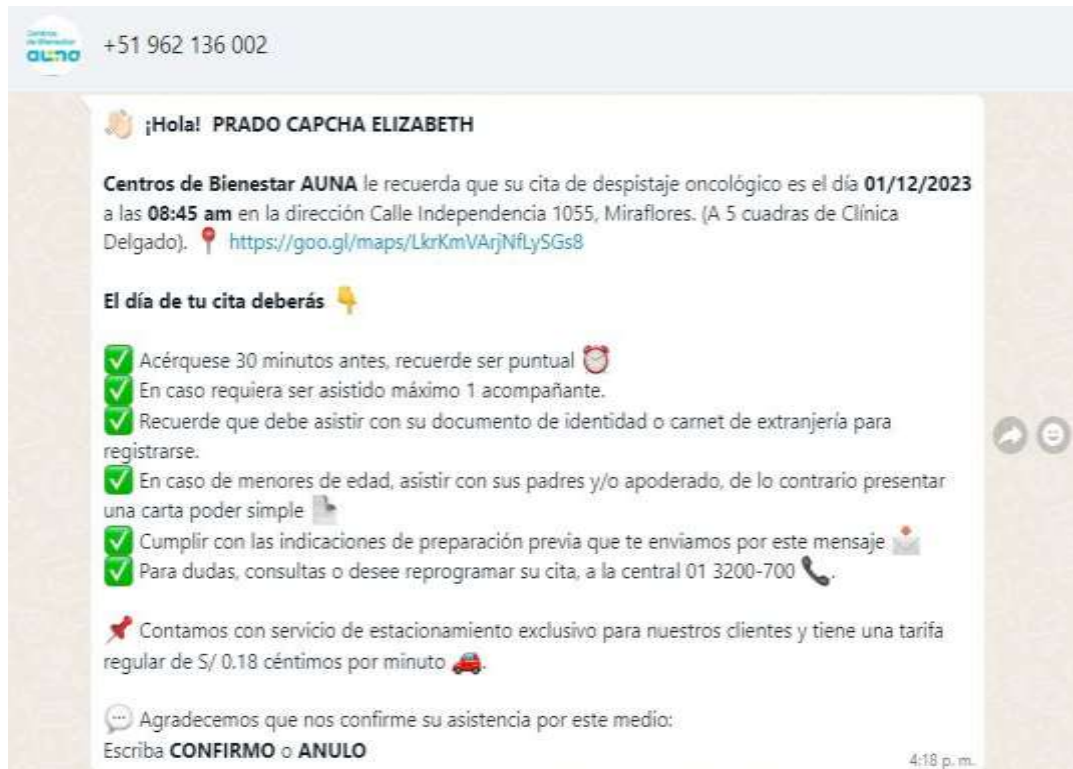 Centros
de Bienestar
auna
+51 962 136 002
👋🏻 ¡Hola! PRADO CAPCHA ELIZABETH
Centros de Bienestar AUNA le recuerda que su cita de despistaje oncológico es el día 01/12/2023
a las 08:45 am en la dirección Calle Independencia 1055, Miraflores. (A 5 cuadras de Clínica
Delgado). 📍 https://goo.gl/maps/LkrKmVArjNfLySGs8
El día de tu cita deberás 👇
✅ Acérquese 30 minutos antes, recuerde ser puntual ⏰
✅ En caso requiera ser asistido máximo 1 acompañante.
✅ Recuerde que debe asistir con su documento de identidad o carnet de extranjería para
registrarse.
✅ En caso de menores de edad, asistir con sus padres y/o apoderado, de lo contrario presentar
una carta poder simple 📄
✅ Cumplir con las indicaciones de preparación previa que te enviamos por este mensaje 📩
✅ Para dudas, consultas o desee reprogramar su cita, a la central 01 3200-700 📞.
📌 Contamos con servicio de estacionamiento exclusivo para nuestros clientes y tiene una tarifa
regular de S/ 0.18 céntimos por minuto 🚗.
💬 Agradecemos que nos confirme su asistencia por este medio:
Escriba CONFIRMO o ANULO
4:18 p. m.